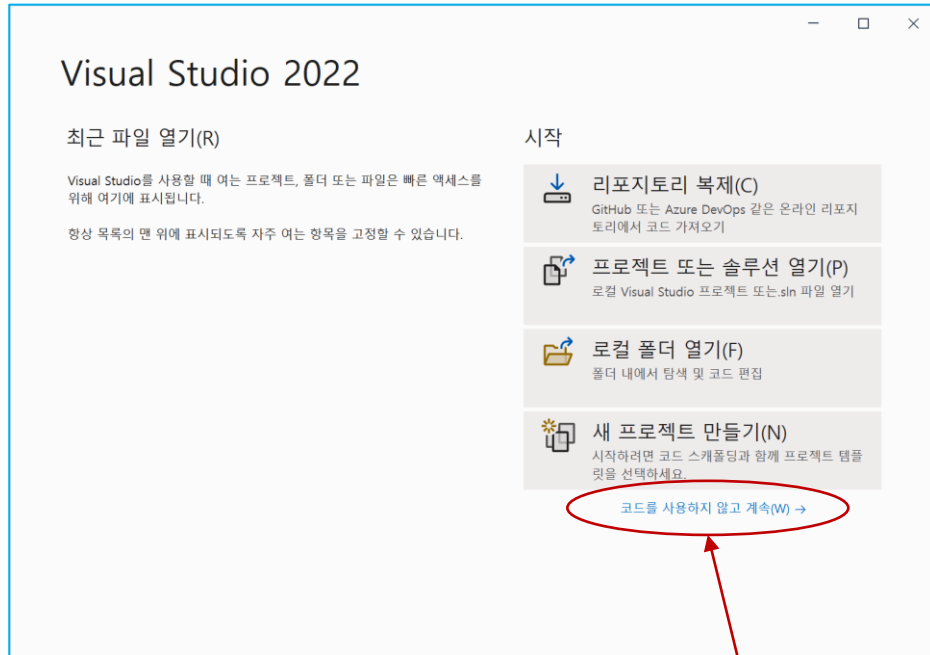 Visual Studio 2022
최근 파일 열기(R)
Visual Studio를 사용할 때 여는 프로젝트, 폴더 또는 파일은 빠른 액세스를
위해 여기에 표시됩니다.
항상 목록의 맨 위에 표시되도록 자주 여는 항목을 고정할 수 있습니다.
시작
리포지토리 복제(C)
GitHub 또는 Azure DevOps 같은 온라인 리포지
토리에서 코드 가져오기
프로젝트 또는 솔루션 열기(P)
로컬 Visual Studio 프로젝트 또는.sln 파일 열기
로컬 폴더 열기(F)
폴더 내에서 탐색 및 코드 편집
새 프로젝트 만들기(N)
시작하려면 코드 스캐폴딩과 함께 프로젝트 템플
릿을 선택하세요.
코드를 사용하지 않고 계속(W) →